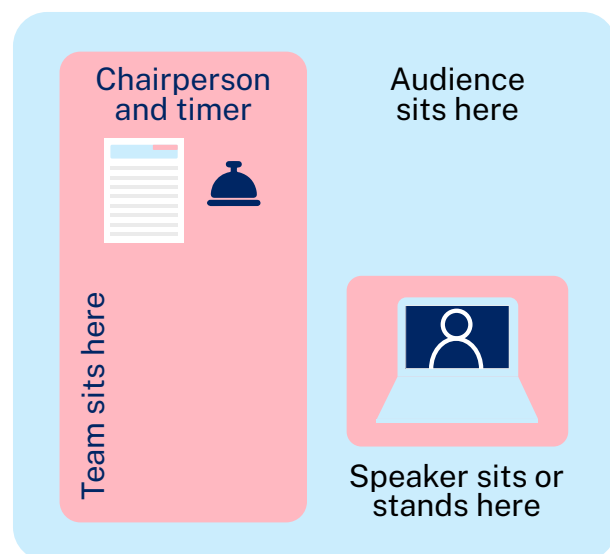 Chairperson
and timer
Audience
sits here
Team sits here
Speaker sits or
stands here